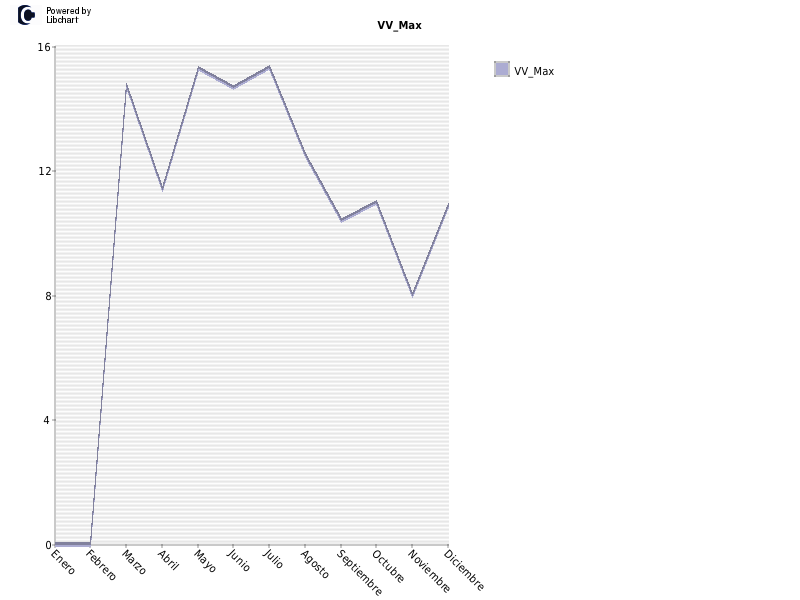 Powered by
Libchart
VV_Max
VV_Max
16
12
8
4
0
Enero
Febrero
Marzo
Abril
Mayo
Junio
Julio
Agosto
Septiembre
Octubre
Noviembre
Diciembre